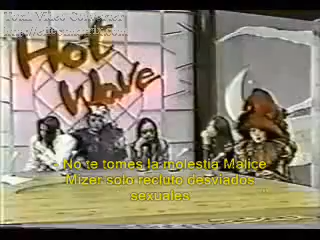 Hot
Wave
- No te tomes la molestia Malice
Mizer solo recluto desviados
sexuales